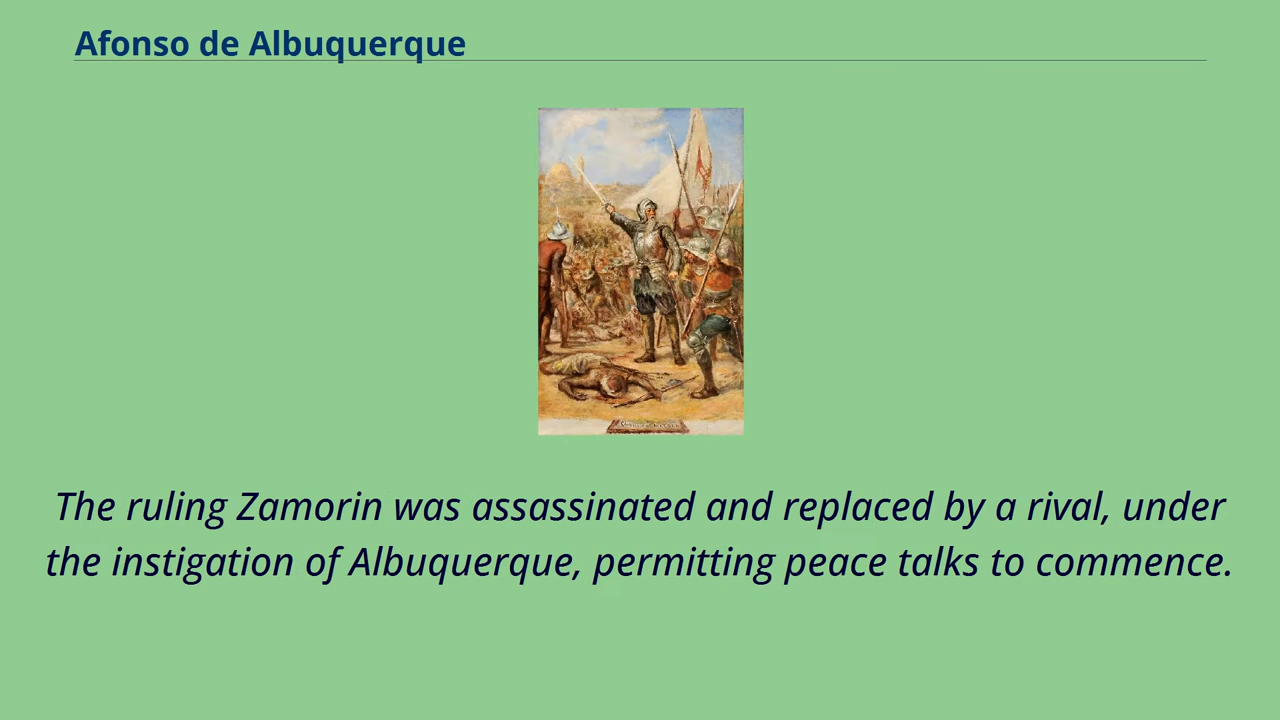 Afonso de Albuquerque
The ruling Zamorin was assassinated and replaced by a rival, under
the instigation of Albuquerque, permitting peace talks to commence.